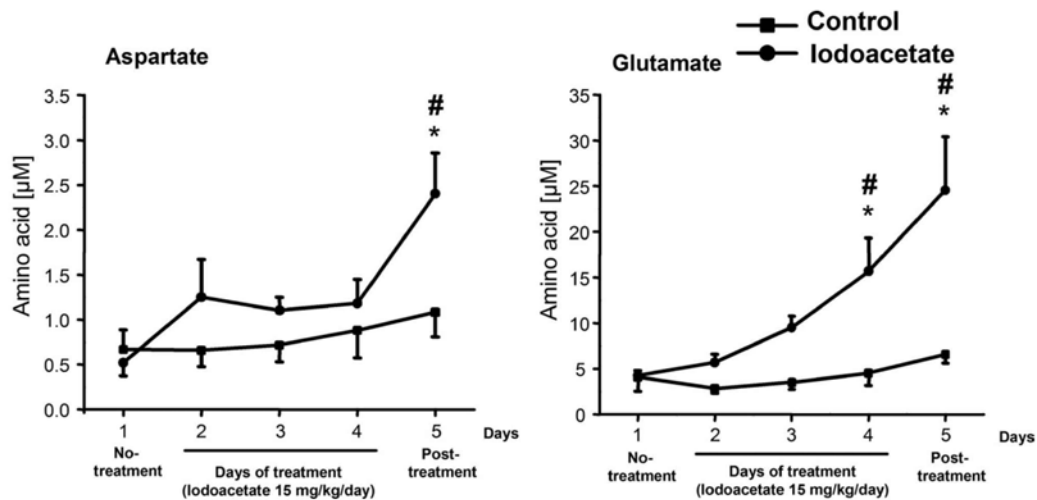 Control
Iodoacetate
Aspartate
Amino acid [µM]
3.5
3.0
2.5
2.0
1.5
1.0
0.5
0.0
#
*
1 2 3 4 5 Days
No-
treatment
Days of treatment
(Iodoacetate 15 mg/kg/day)
Post-
treatment
Glutamate
Amino acid [µM]
35
30
25
20
15
10
5
0
#
*
#
*
1 2 3 4 5 Days
No-
treatment
Days of treatment
(Iodoacetate 15 mg/kg/day)
Post-
treatment